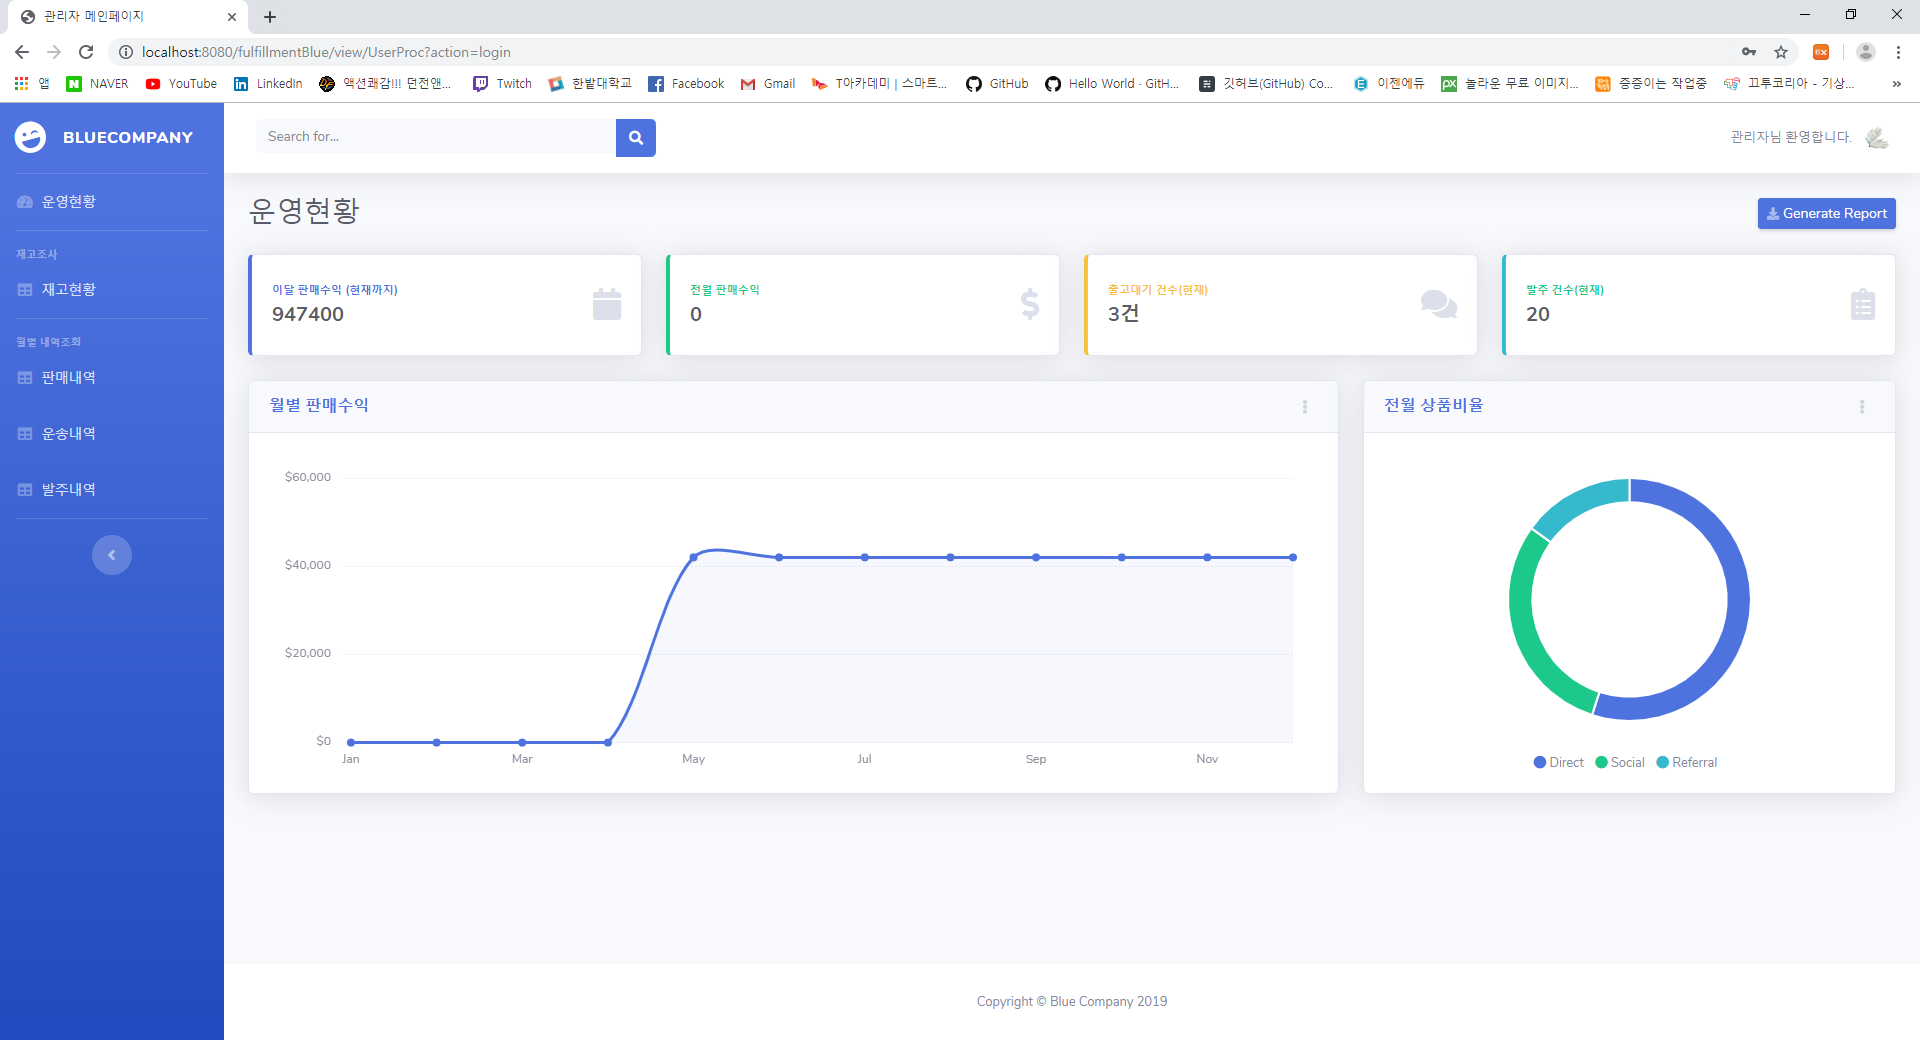 관리자 메인페이지
localhost:8080/fulfillmentBlue/view/UserProc?action=login
앱 NAVER YouTube LinkedIn 액션쾌감!!! 던전앤... Twitch 한밭대학교 Facebook Gmail T아카데미 | 스마트... GitHub Hello World · GitH... 깃허브(GitHub) Co... 이젠에듀 놀라운 무료 이미지... 증증이는 작업중 끄투코리아 - 기상... »
BLUECOMPANY
Search for...
관리자님 환영합니다.
운영현황
재고조사
재고현황
월별 내역조회
판매내역
운송내역
발주내역
운영현황
Generate Report
이달 판매수익 (현재까지)
947400
전월 판매수익
0
출고대기 건수(현재)
3건
발주 건수(현재)
20
월별 판매수익
$60,000
$40,000
$20,000
$0
Jan Mar May Jul Sep Nov
전월 상품비율
Direct Social Referral
Copyright © Blue Company 2019